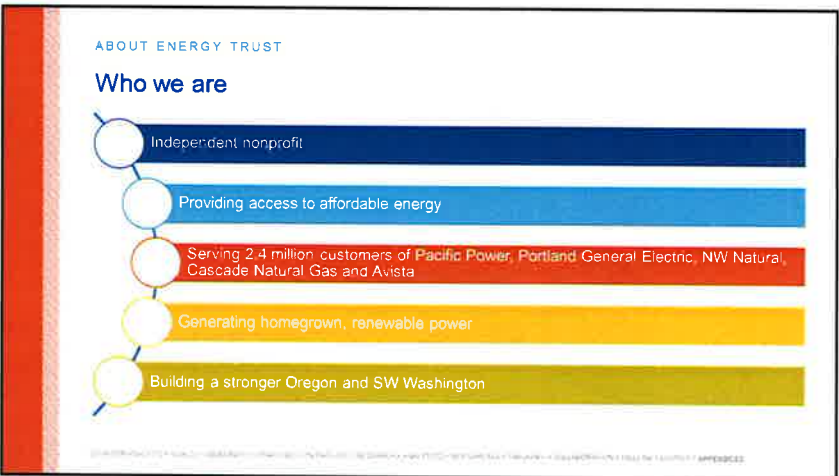 ABOUT ENERGY TRUST
Who we are
Independent nonprofit
Providing access to affordable energy
Serving 2.4 million customers of Pacific Power, Portland General Electric, NW Natural,
Cascade Natural Gas and Avista
Generating homegrown, renewable power
Building a stronger Oregon and SW Washington
APPENDICES